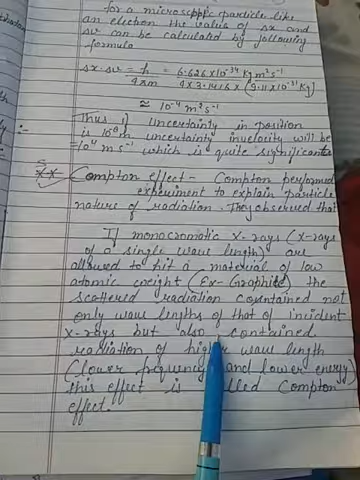 for a microscopic particle like
an electron the value of Δx and
Δv can be calculated by following
formula
Δx.Δv = h/4πm = 6.626×10⁻³⁴ Kg m² s⁻¹ / 4×3.1416×(9.11×10⁻³¹ Kg)
≃ 10⁻⁴ m² s⁻¹
Thus if uncertainty in position
is uncertainty in velocity will be
m s⁻¹ which is quite significant
Compton effect - Compton performed
experiment to explain particle
nature of radiation. They observed that
If monocromatic X-rays (X-rays
of a single wave length) are
allowed to hit a material of low
atomic weight (Ex- Graphite) the
scattered radiation countained not
only wave lengths of that of incident
X-rays but also contained
radiation of higher wave length
(lower frequency and lower energy)
this effect is called Compton
effect.